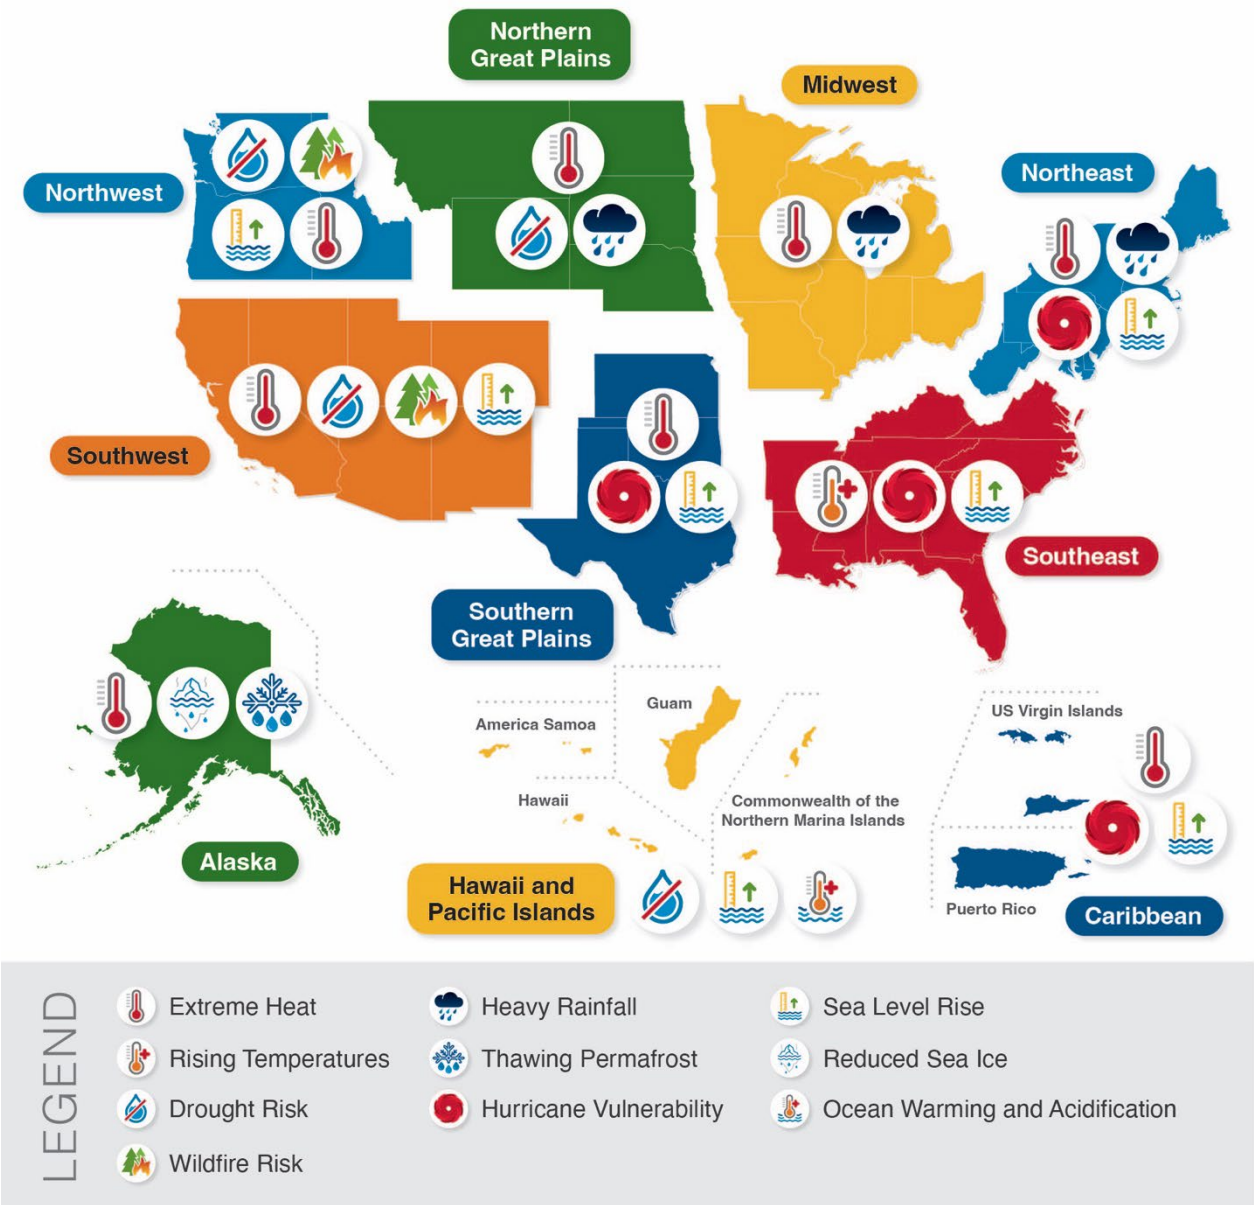 Northern
Great Plains
Midwest
Northwest
Northeast
Southwest
Southeast
Southern
Great Plains
Guam
America Samoa
US Virgin Islands
Hawaii
Commonwealth of the
Northern Marina Islands
Alaska
Hawaii and
Pacific Islands
Puerto Rico
Caribbean
LEGEND
Extreme Heat
Rising Temperatures
Drought Risk
Wildfire Risk
Heavy Rainfall
Thawing Permafrost
Hurricane Vulnerability
Sea Level Rise
Reduced Sea Ice
Ocean Warming and Acidification